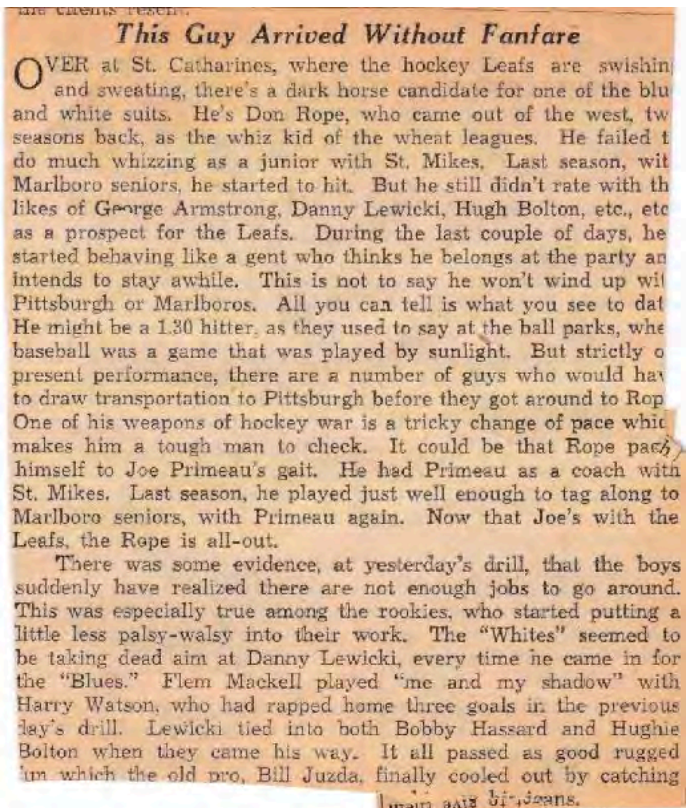 the clients resent.
This Guy Arrived Without Fanfare
OVER at St. Catharines, where the hockey Leafs are swishin
and sweating, there's a dark horse candidate for one of the blu
and white suits. He's Don Rope, who came out of the west, tw
seasons back, as the whiz kid of the wheat leagues. He failed t
do much whizzing as a junior with St. Mikes. Last season, wit
Marlboro seniors, he started to hit. But he still didn't rate with th
likes of George Armstrong, Danny Lewicki, Hugh Bolton, etc., etc
as a prospect for the Leafs. During the last couple of days, he
started behaving like a gent who thinks he belongs at the party an
intends to stay awhile. This is not to say he won't wind up wit
Pittsburgh or Marlboros. All you can tell is what you see to dat
He might be a 1.30 hitter, as they used to say at the ball parks, whe
baseball was a game that was played by sunlight. But strictly o
present performance, there are a number of guys who would hav
to draw transportation to Pittsburgh before they got around to Rop
One of his weapons of hockey war is a tricky change of pace whic
makes him a tough man to check. It could be that Rope pac
himself to Joe Primeau's gait. He had Primeau as a coach with
St. Mikes. Last season, he played just well enough to tag along to
Marlboro seniors, with Primeau again. Now that Joe's with the
Leafs, the Rope is all-out.
There was some evidence, at yesterday's drill, that the boys
suddenly have realized there are not enough jobs to go around.
This was especially true among the rookies, who started putting a
little less palsy-walsy into their work. The "Whites" seemed to
be taking dead aim at Danny Lewicki, every time he came in for
the "Blues." Flem Mackell played "me and my shadow" with
Harry Watson, who had rapped home three goals in the previous
day's drill. Lewicki tied into both Bobby Hassard and Hughie
Bolton when they came his way. It all passed as good rugged
fun which the old pro, Bill Juzda, finally cooled out by catching